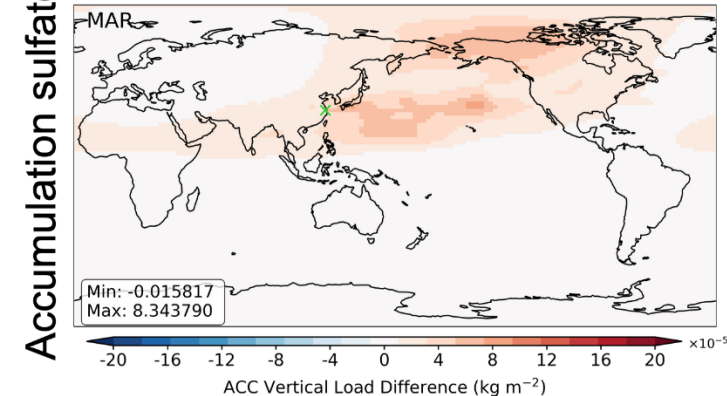 Accumulation sulfat
MAR
Min: -0.015817
Max: 8.343790
-20 -16 -12 -8 -4 0 4 8 12 16 20
×10⁻⁵
ACC Vertical Load Difference (kg m⁻²)